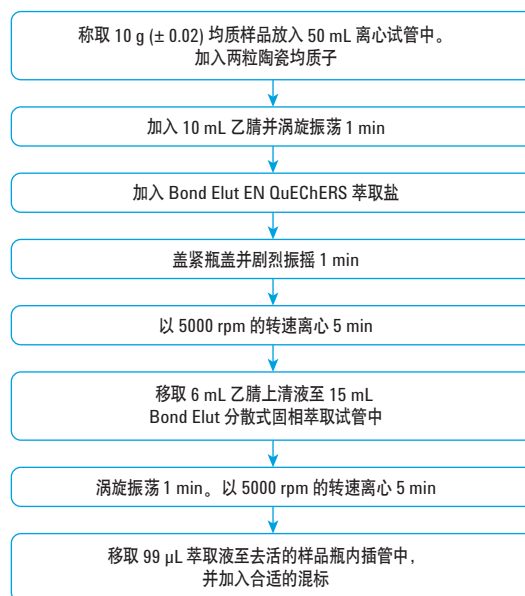 称取 10 g (± 0.02) 均质样品放入 50 mL 离心试管中。
加入两粒陶瓷均质子
加入 10 mL 乙腈并涡旋振荡 1 min
加入 Bond Elut EN QuEChERS 萃取盐
盖紧瓶盖并剧烈振摇 1 min
以 5000 rpm 的转速离心 5 min
移取 6 mL 乙腈上清液至 15 mL
Bond Elut 分散式固相萃取试管中
涡旋振荡 1 min。以 5000 rpm 的转速离心 5 min
移取 99 µL 萃取液至去活的样品瓶内插管中，
并加入合适的混标